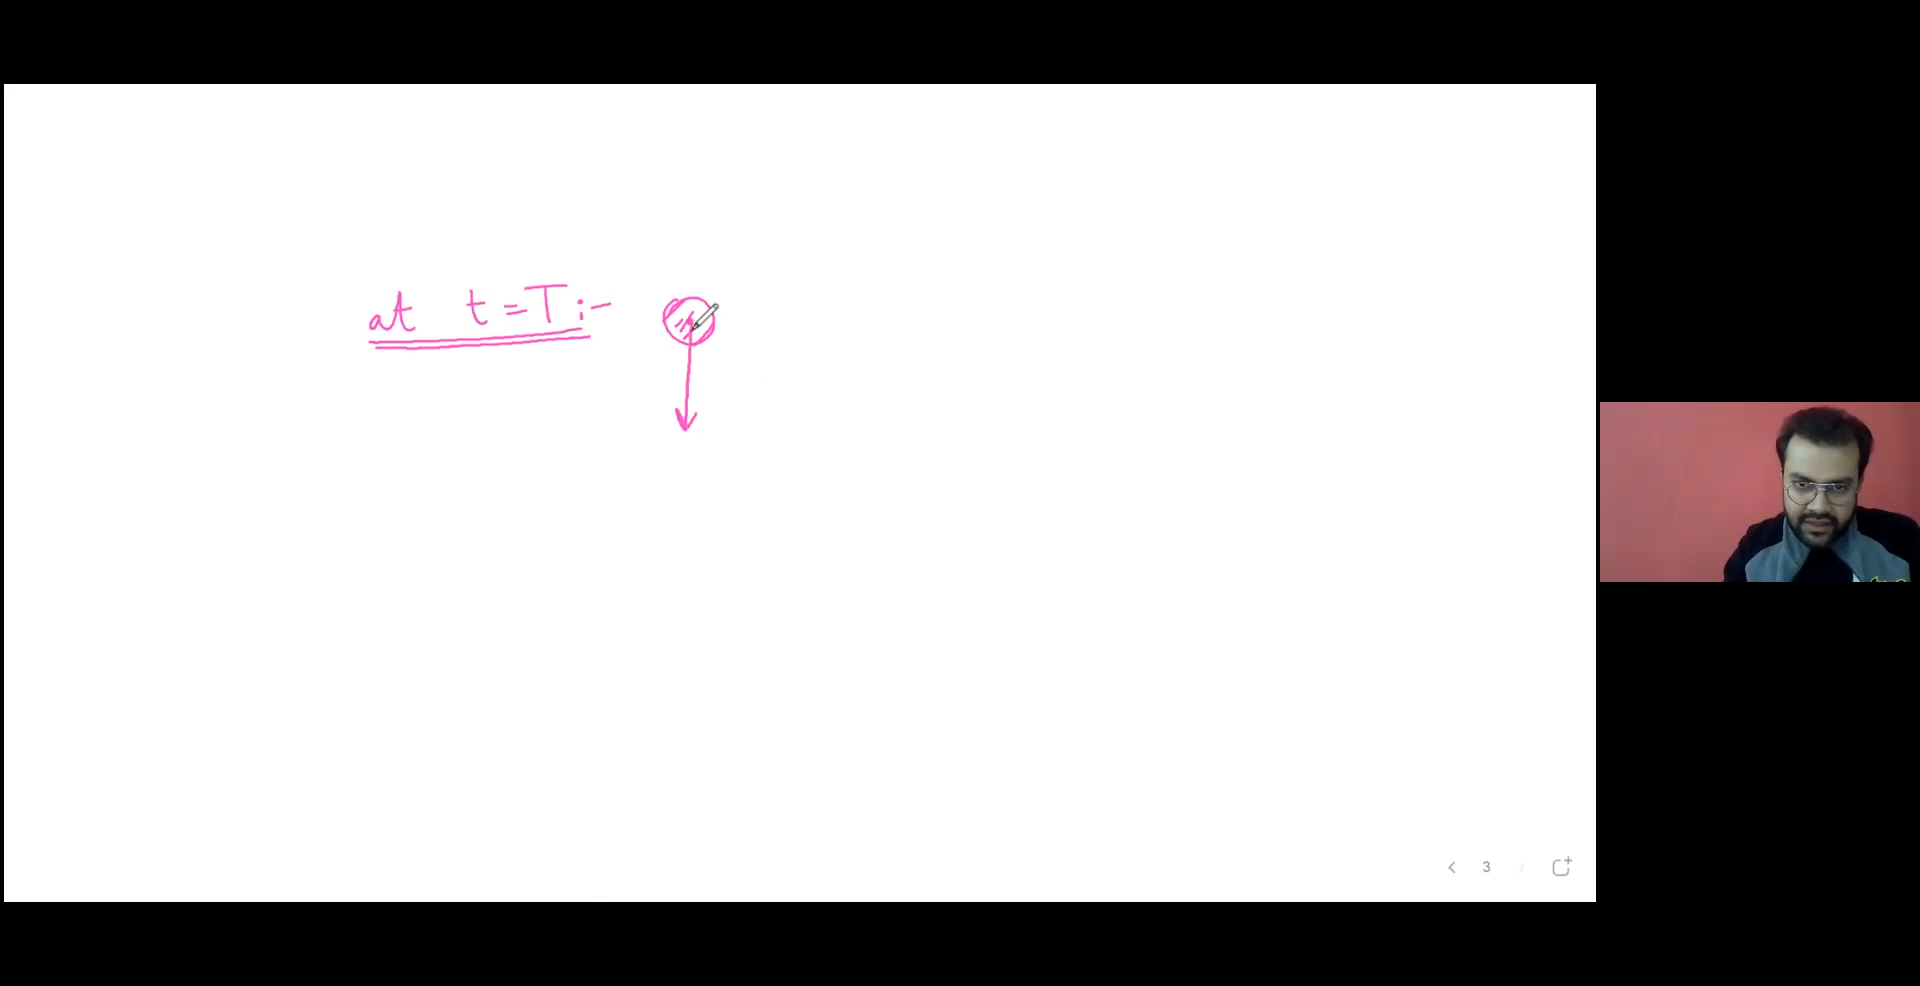 at t = T :-
3